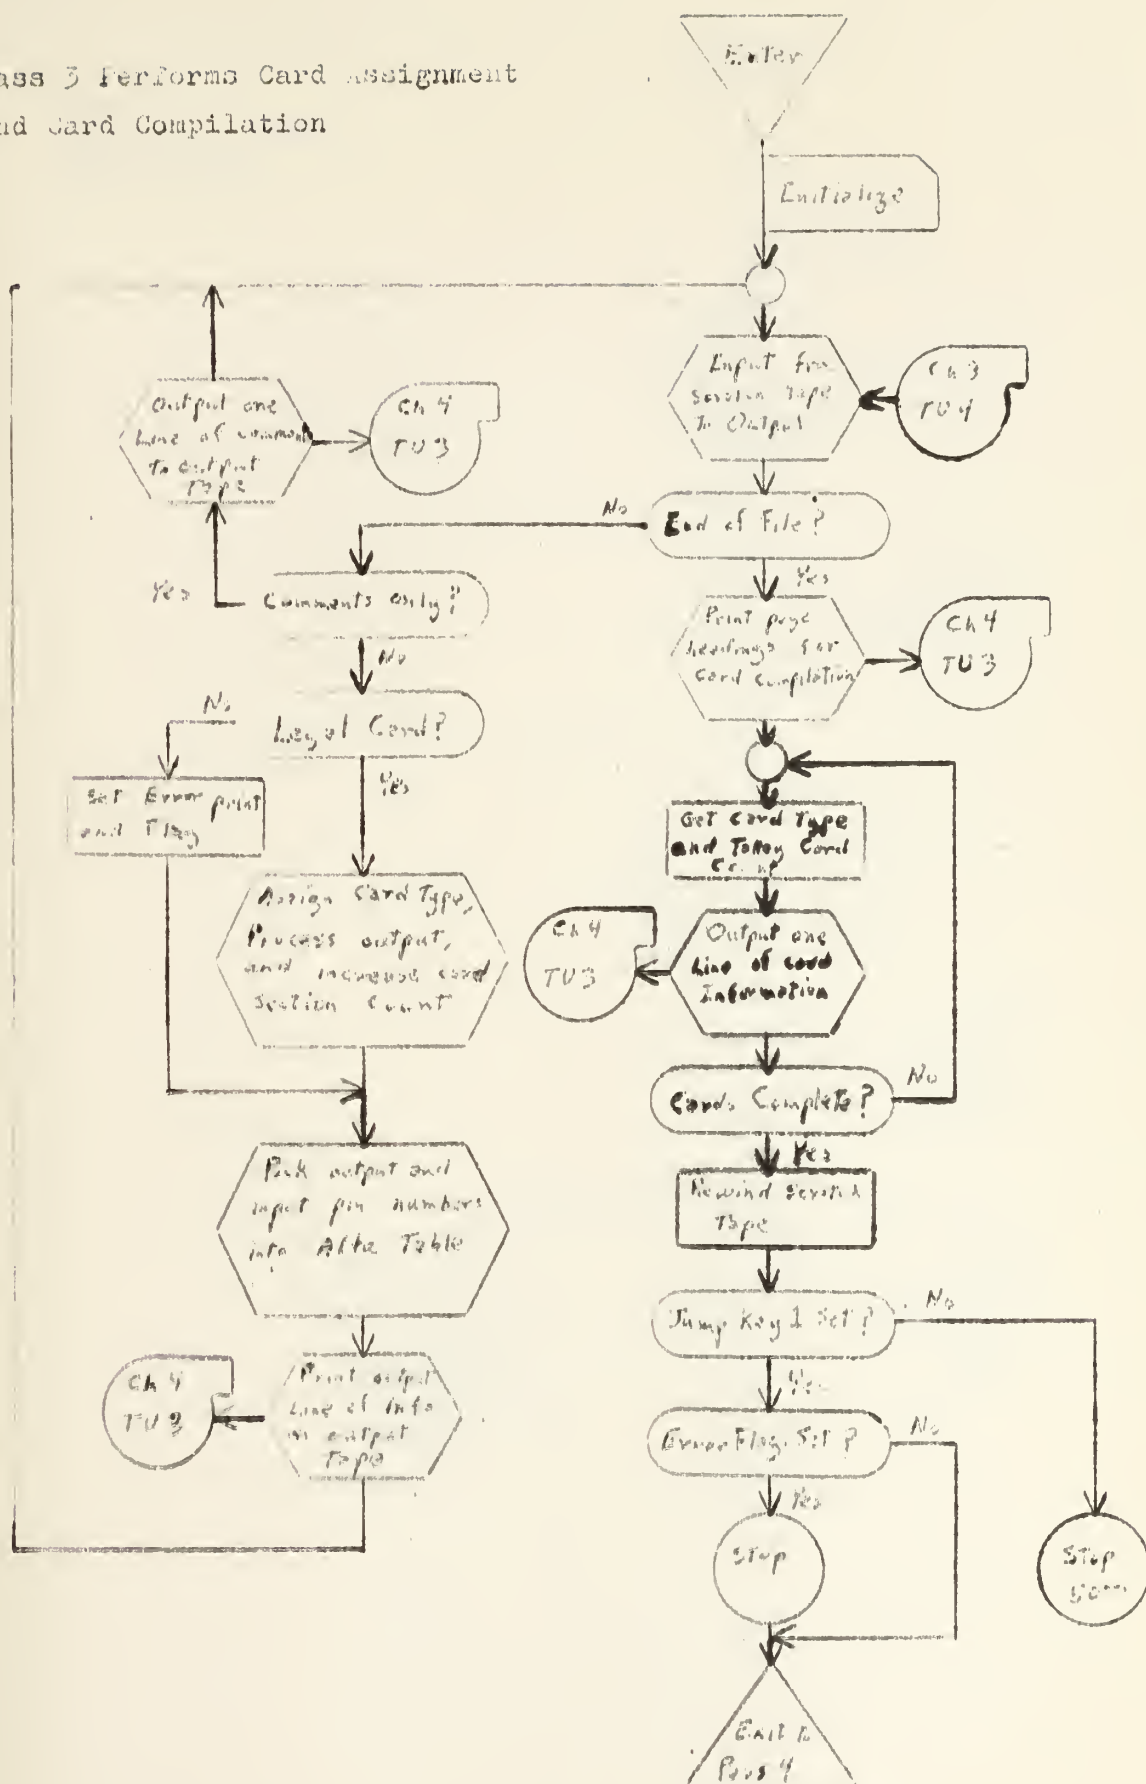 ass 3 Performs Card Assignment
nd Card Compilation
Enter
Initialize
Input from
Scratch Tape
To Output
Ch 3
TU 4
Output one
Line of comment
To output
Tape
Ch 4
TU 3
End of File?
No
Yes
Comments only?
Yes
No
Print page
headings for
card compilation
Ch 4
TU 3
Legal Card?
No
Yes
Set Error print
and Flag
Get Card Type
and Talley Card
Count
Assign Card Type,
Process output,
and increase card
Section Count
Output one
Line of card
Information
Ch 4
TU 3
Cards Complete?
No
Yes
Pack output and
input pin numbers
into Table
Rewind Scratch
Tape
Jump Key 1 Set?
No
Yes
Print output
Line of info
on output
Tape
Ch 4
TU 3
Error Flag Set?
No
Yes
Stop
Stop
Exit to
Pass 4